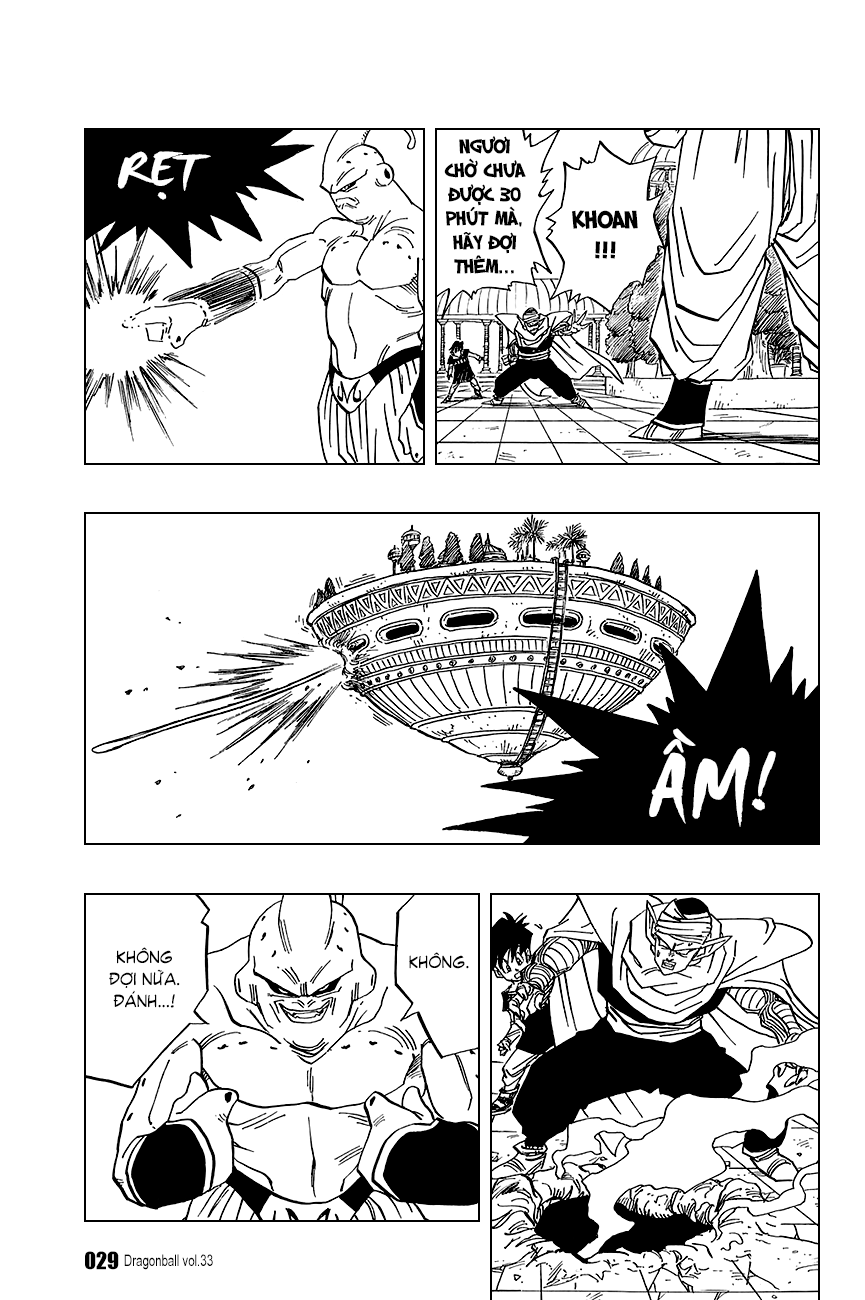 KHOAN
!!!
NGƯƠI
CHỜ CHƯA
ĐƯỢC 30
PHÚT MÀ,
HÃY ĐỢI
THÊM...
RẸT
ẦM!
KHÔNG.
KHÔNG
ĐỢI NỮA.
ĐÁNH...!
029 Dragonball vol.33